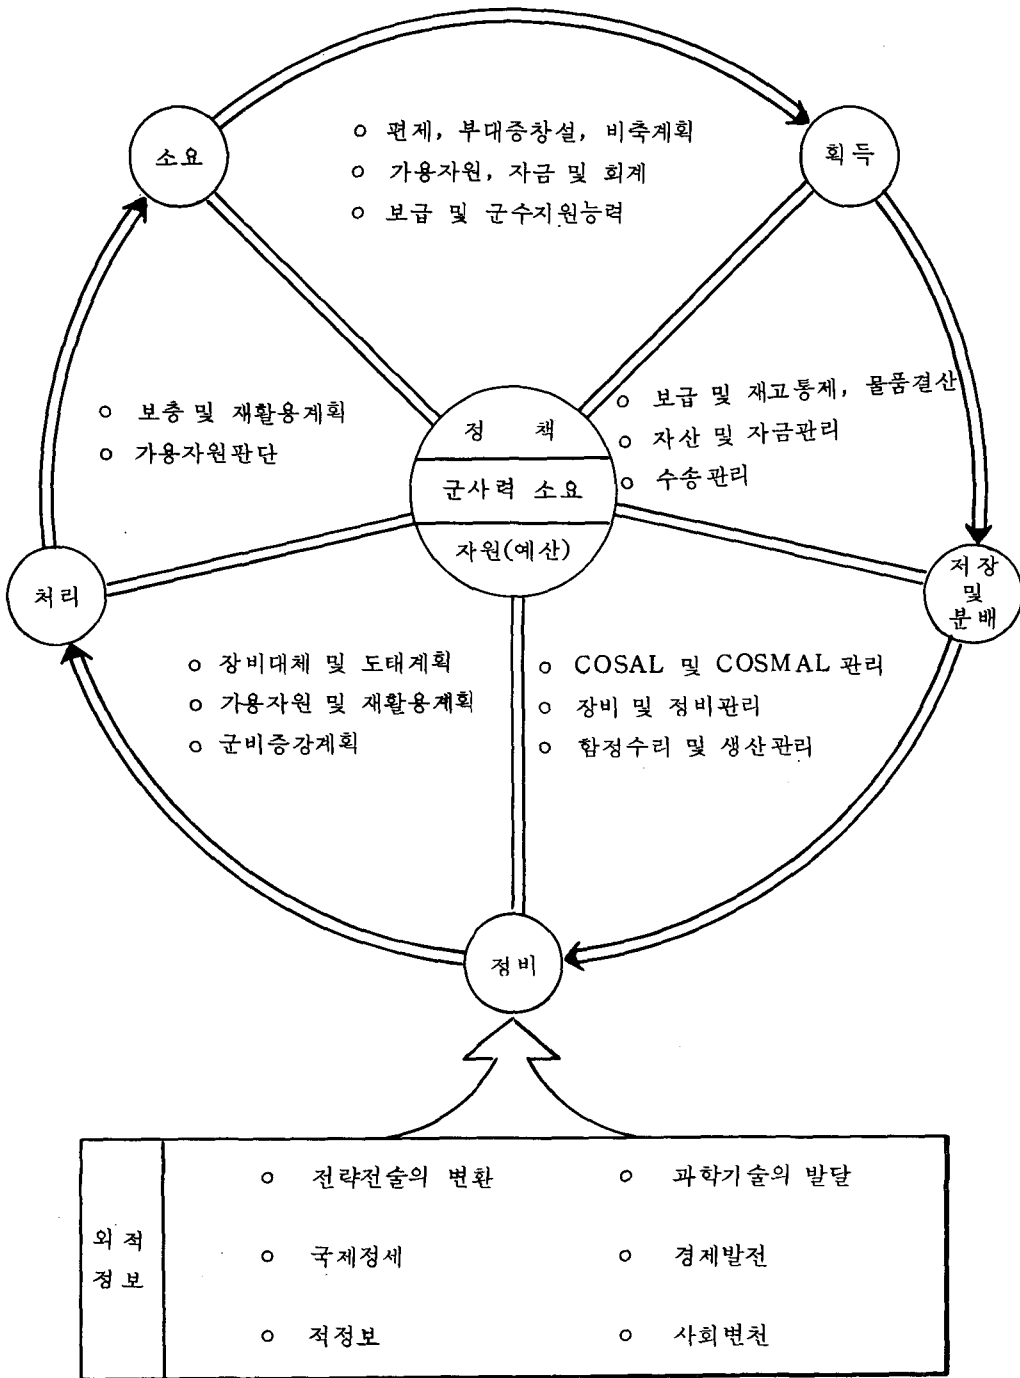 소요
획득
○ 편제, 부대증창설, 비축계획
○ 가용자원, 자금 및 회계
○ 보급 및 군수지원능력
○ 보충 및 재활용계획
○ 가용자원판단
정 책
군사력 소요
자원(예산)
○ 보급 및 재고통제, 물품결산
○ 자산 및 자금관리
○ 수송관리
처리
저장
및
분배
○ 장비대체 및 도태계획
○ 가용자원 및 재활용계획
○ 군비증강계획
○ COSAL 및 COSMAL 관리
○ 장비 및 정비관리
○ 함정수리 및 생산관리
정비
외적
정보
○ 전략전술의 변환
○ 과학기술의 발달
○ 국제정세
○ 경제발전
○ 적정보
○ 사회변천